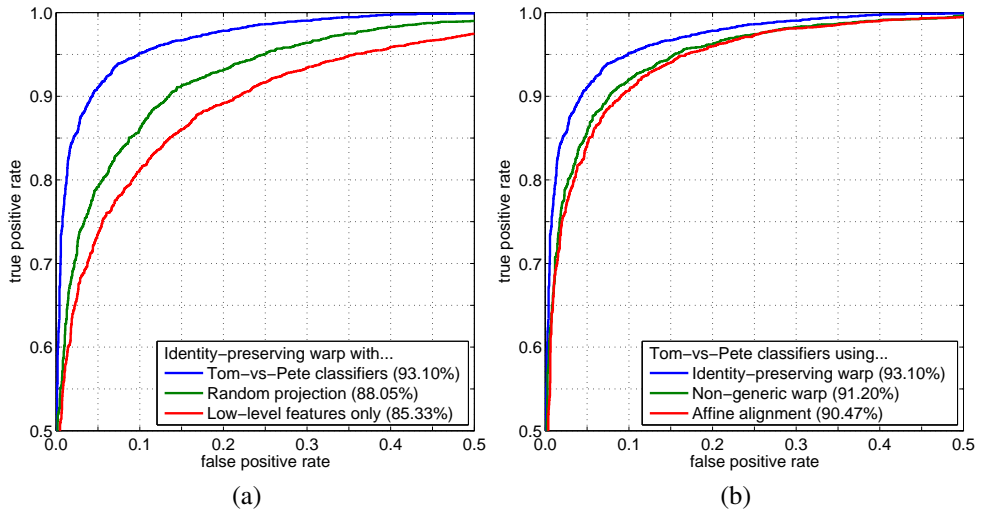 1.0
0.9
0.8
0.7
0.6
0.5
true positive rate
0.0 0.1 0.2 0.3 0.4 0.5
false positive rate
Identity−preserving warp with...
Tom−vs−Pete classifiers (93.10%)
Random projection (88.05%)
Low−level features only (85.33%)
(a)
1.0
0.9
0.8
0.7
0.6
0.5
true positive rate
0.0 0.1 0.2 0.3 0.4 0.5
false positive rate
Tom−vs−Pete classifiers using...
Identity−preserving warp (93.10%)
Non−generic warp (91.20%)
Affine alignment (90.47%)
(b)